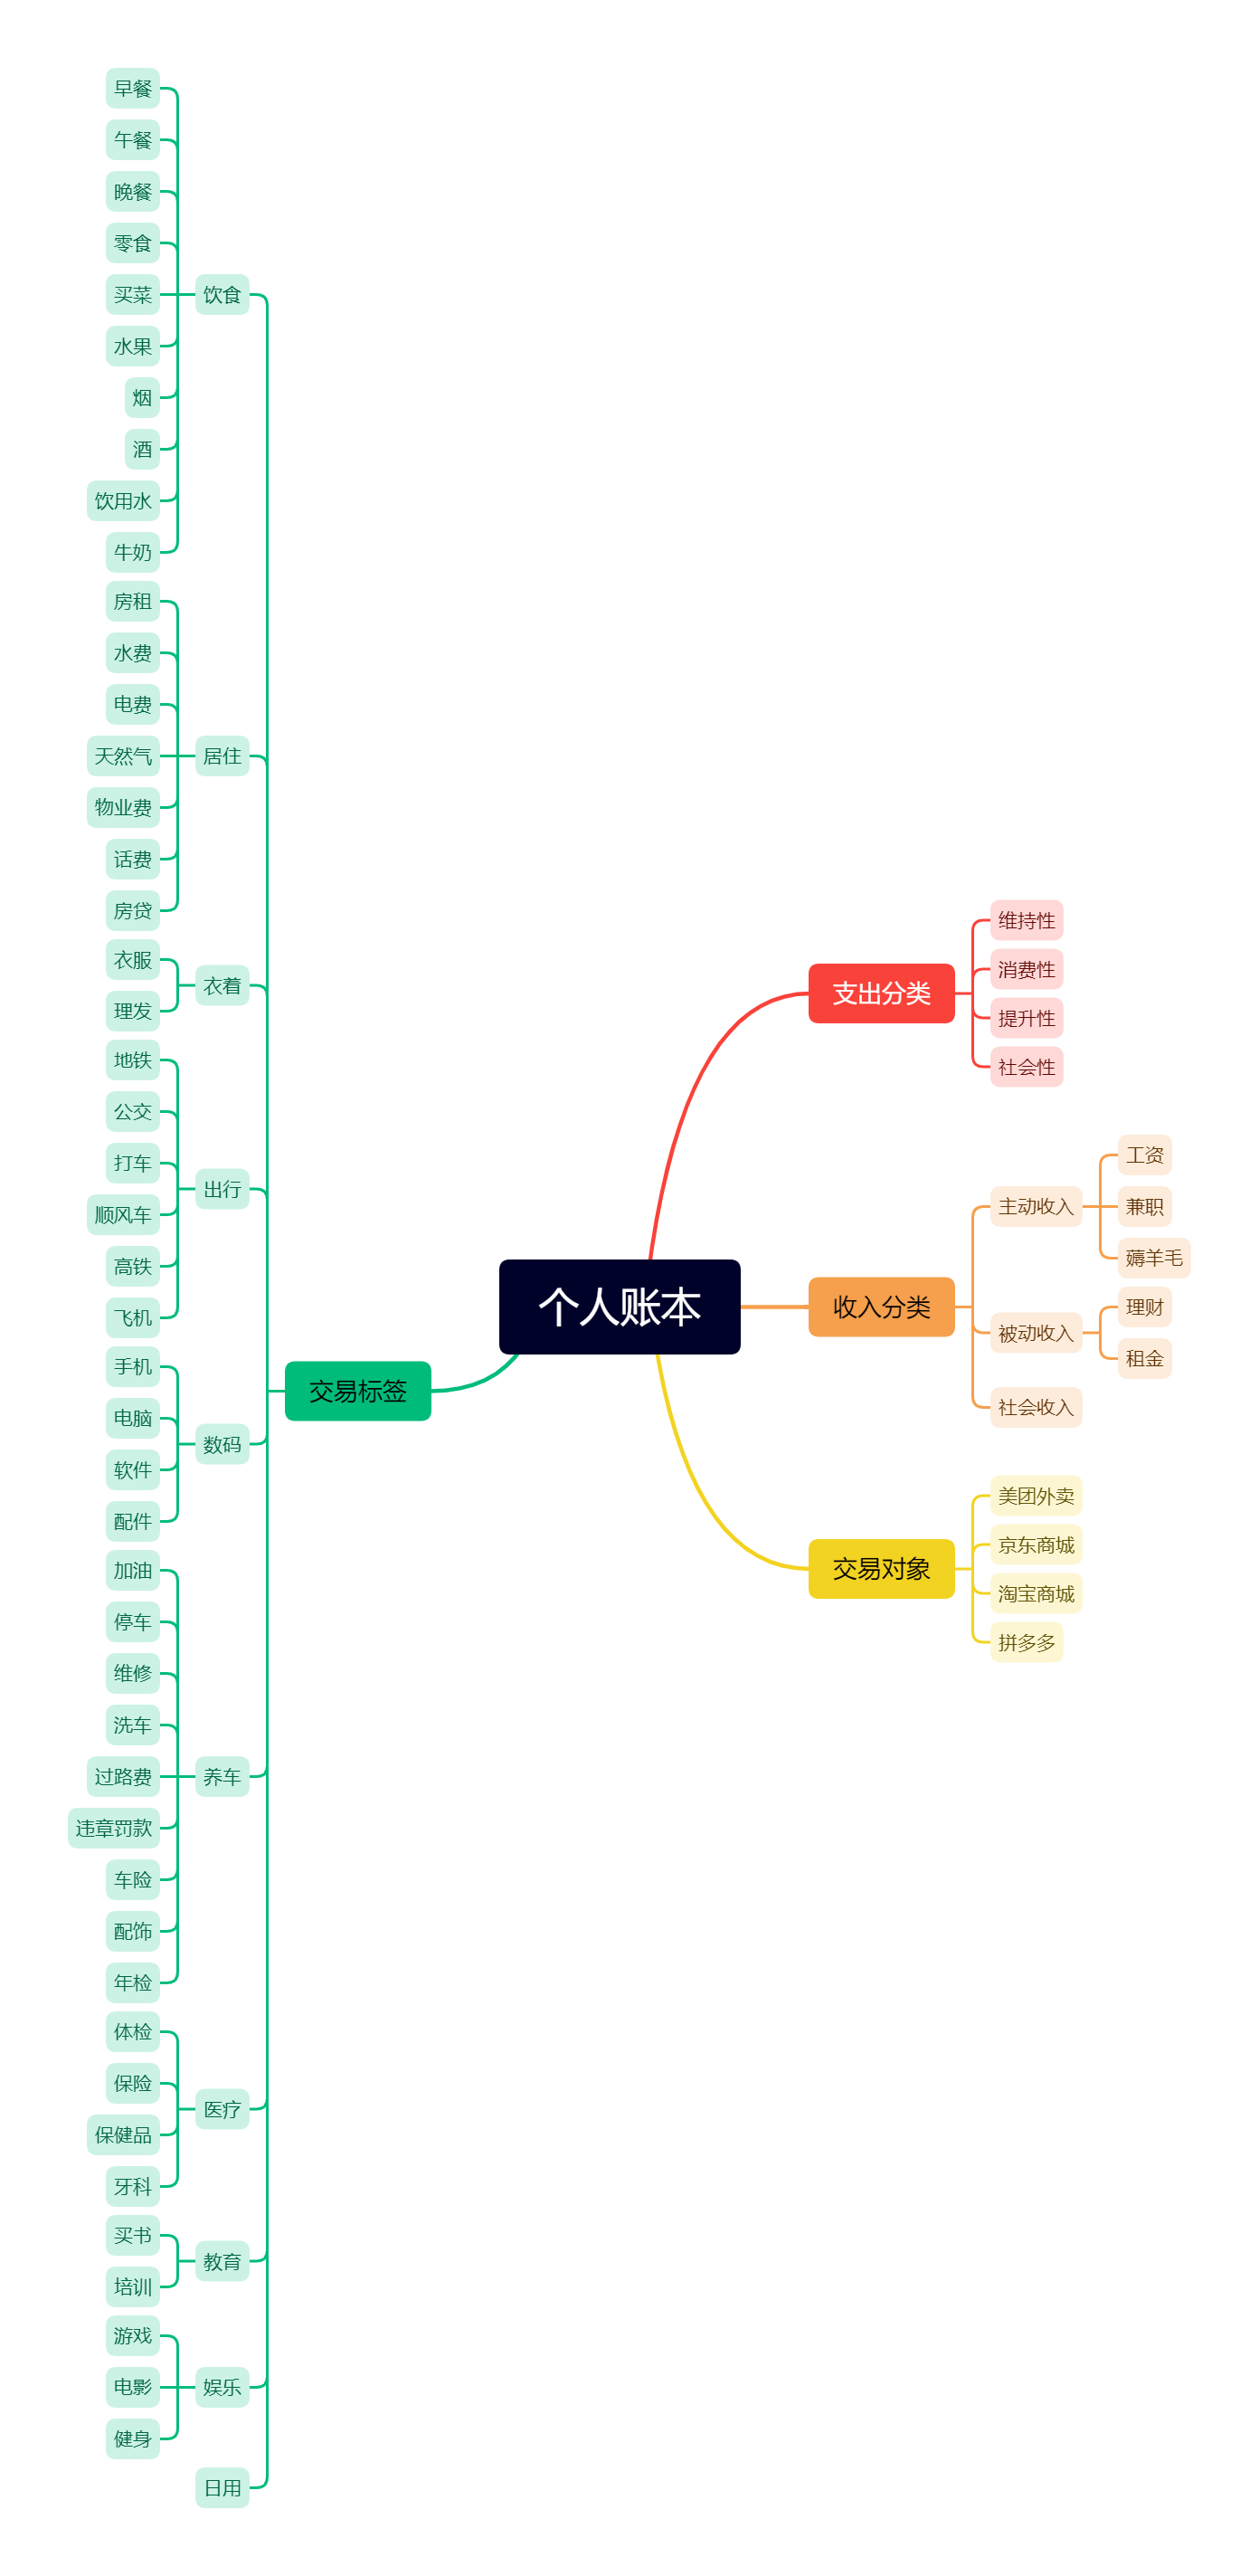 个人账本
支出分类
维持性
消费性
提升性
社会性
收入分类
主动收入
工资
兼职
薅羊毛
被动收入
理财
租金
社会收入
交易对象
美团外卖
京东商城
淘宝商城
拼多多
交易标签
饮食
早餐
午餐
晚餐
零食
买菜
水果
烟
酒
饮用水
牛奶
居住
房租
水费
电费
天然气
物业费
话费
房贷
衣着
衣服
理发
出行
地铁
公交
打车
顺风车
高铁
飞机
数码
手机
电脑
软件
配件
养车
加油
停车
维修
洗车
过路费
违章罚款
车险
配饰
年检
医疗
体检
保险
保健品
牙科
教育
买书
培训
娱乐
游戏
电影
健身
日用